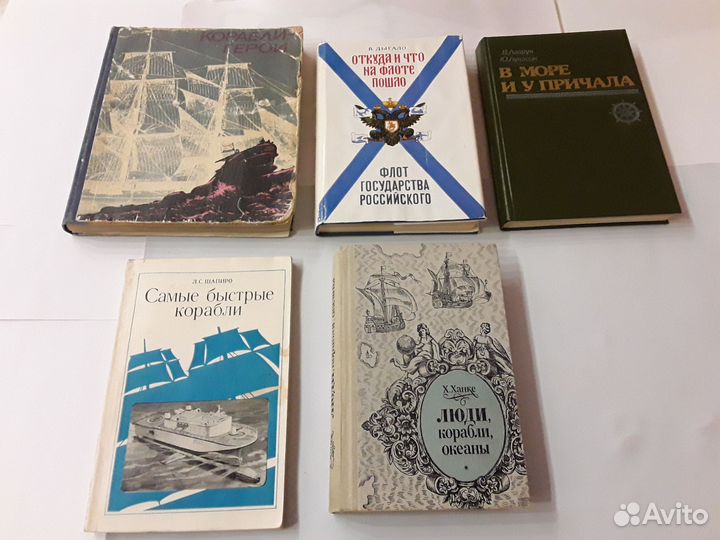 КОРАБЛИ-
ГЕРОИ
В. ДЫГАЛО
ОТКУДА И ЧТО
НА ФЛОТЕ
ПОШЛО
ФЛОТ
ГОСУДАРСТВА
РОССИЙСКОГО
В МОРЕ
И У ПРИЧАЛА
Л.С. ШАПИРО
Самые быстрые
корабли
Х. Ханке
ЛЮДИ,
корабли,
океаны
Avito